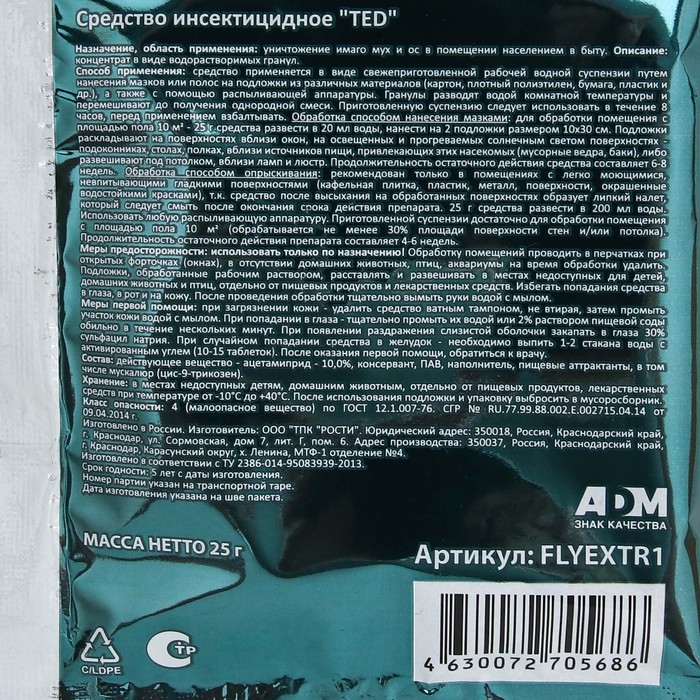 Средство инсектицидное "TED"
Назначение, область применения: уничтожение имаго мух и ос в помещении населением в быту. Описание:
концентрат в виде водорастворимых гранул.
Способ применения: средство применяется в виде свежеприготовленной рабочей водной суспензии путем
нанесения мазков или полос на подложки из различных материалов (картон, плотный полиэтилен, бумага, пластик и
др.), а также с помощью распыливающей аппаратуры. Гранулы разводят водой комнатной температуры и
перемешивают до получения однородной смеси. Приготовленную суспензию следует использовать в течение 8
часов, перед применением взбалтывать. Обработка способом нанесения мазками: для обработки помещения с
площадью пола 10 м² - 25 г средства развести в 20 мл воды, нанести на 2 подложки размером 10х30 см. Подложки
раскладывают на поверхностях вблизи окон, на освещенных и прогреваемых солнечным светом поверхностях -
подоконниках, столах, полках, вблизи источников пищи, привлекающих этих насекомых (мусорные ведра, баки), либо
развешивают под потолком, вблизи ламп и люстр. Продолжительность остаточного действия средства составляет 6-8
недель. Обработка способом опрыскивания: рекомендован только в помещениях с легко моющимися,
невпитывающими гладкими поверхностями (кафельная плитка, пластик, металл, поверхности, окрашенные
водостойкими красками), т.к. средство после высыхания на обработанных поверхностях образует липкий налет,
который следует смыть после окончания срока действия препарата. 25 г средства развести в 200 мл воды.
Использовать любую распыливающую аппаратуру. Приготовленной суспензии достаточно для обработки помещения
с площадью пола 10 м² (обрабатывается не менее 30% площади поверхности стен и/или потолка).
Продолжительность остаточного действия препарата составляет 4-6 недель.
Меры предосторожности: использовать только по назначению! Обработку помещений проводить в перчатках при
открытых форточках (окнах), в отсутствии домашних животных, птиц, аквариумы на время обработки удалить.
Подложки, обработанные рабочим раствором, расставлять и развешивать в местах недоступных для детей,
домашних животных и птиц, отдельно от пищевых продуктов и лекарственных средств. Избегать попадания средства
в глаза, в рот и на кожу. После проведения обработки тщательно вымыть руки водой с мылом.
Меры первой помощи: при загрязнении кожи - удалить средство ватным тампоном, не втирая, затем промыть
участок кожи водой с мылом. При попадании в глаза - тщательно промыть их водой или 2% раствором пищевой соды
обильно в течение нескольких минут. При появлении раздражения слизистой оболочки закапать в глаза 30%
сульфацил натрия. При случайном попадании средства в желудок - необходимо выпить 1-2 стакана воды с
активированным углем (10-15 таблеток). После оказания первой помощи, обратиться к врачу.
Состав: действующее вещество - ацетамиприд - 10,0%, консервант, ПАВ, наполнитель, пищевые аттрактанты, в том
числе мускалюр (цис-9-трикозен).
Хранение: в местах недоступных детям, домашним животным, отдельно от пищевых продуктов, лекарственных
средств при температуре от -10°С до +40°С. После использования подложки и упаковку выбросить в мусоросборник.
Класс опасности: 4 (малоопасное вещество) по ГОСТ 12.1.007-76. СГР № RU.77.99.88.002.Е.002715.04.14 от
09.04.2014 г.
Изготовлено в России. Изготовитель: ООО "ТПК "РОСТИ". Юридический адрес: 350018, Россия, Краснодарский край,
г. Краснодар, ул. Сормовская, дом 7, лит. Г, пом. 6. Адрес производства: 350037, Россия, Краснодарский край,
г. Краснодар, Карасунский округ, х. Ленина, МТФ-1 отделение №4.
Изготовлено в соответствии с ТУ 2386-014-95083939-2013.
Срок годности: 5 лет с даты изготовления.
Номер партии указан на транспортной таре.
Дата изготовления указана на шве пакета.
ADM
ЗНАК КАЧЕСТВА
МАССА НЕТТО 25 г
Артикул: FLYEXTR1
C/LDPE
СТР
4 630072 705686